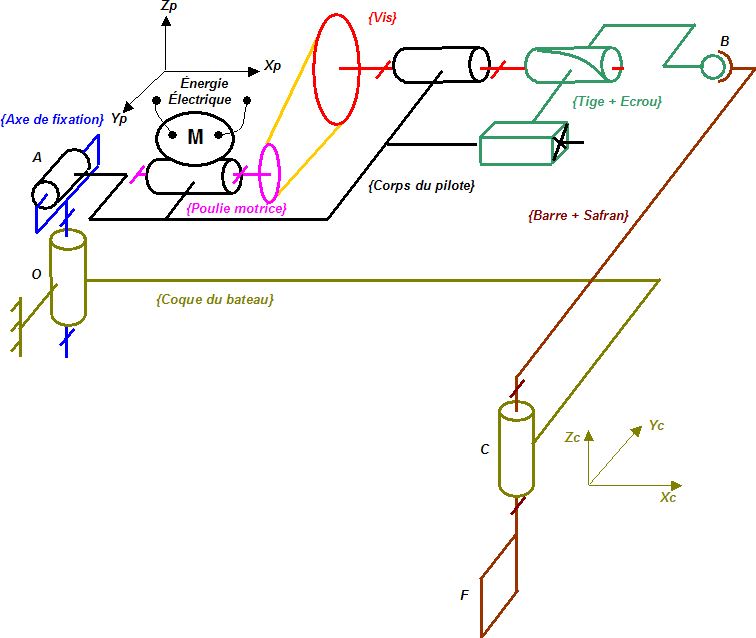 Zp
{Vis}
Xp
B
Énergie
Électrique
Yp
{Axe de fixation}
{Tige + Ecrou}
M
A
{Corps du pilote}
{Poulie motrice}
{Barre + Safran}
O
{Coque du bateau}
Yc
Zc
C
Xc
F